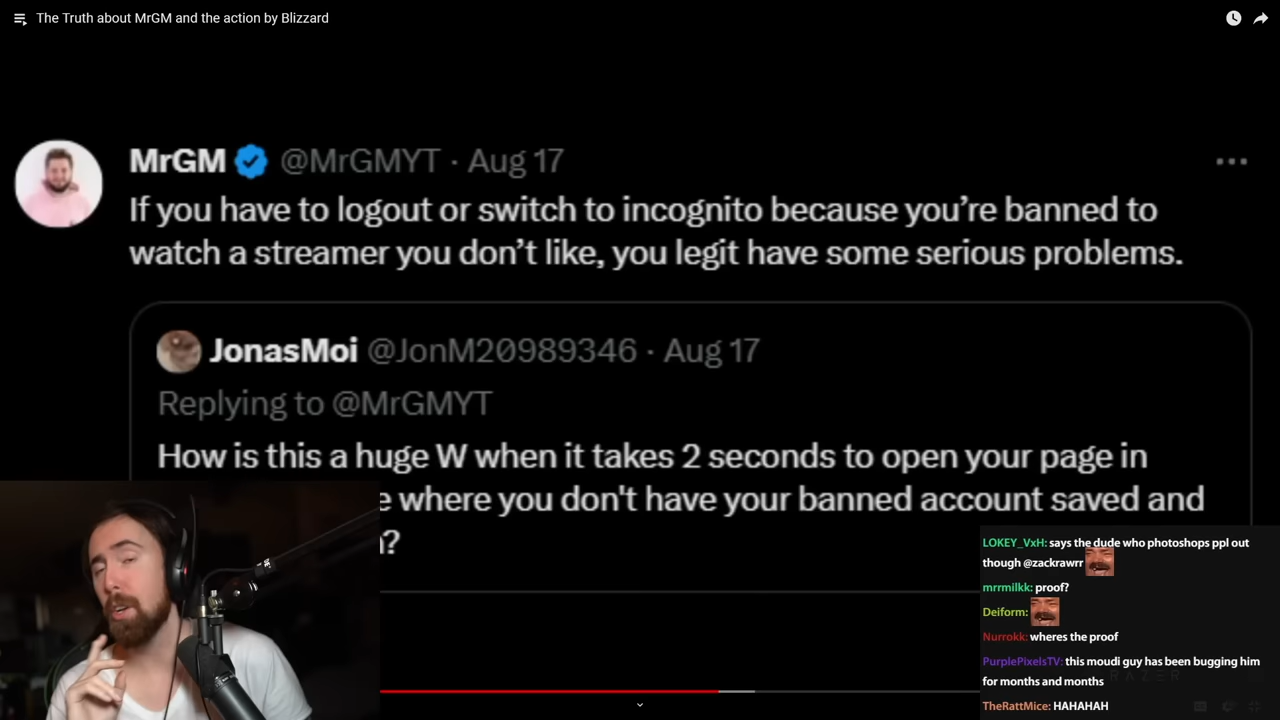 The Truth about MrGM and the action by Blizzard
MrGM @MrGMYT · Aug 17
If you have to logout or switch to incognito because you’re banned to
watch a streamer you don’t like, you legit have some serious problems.
JonasMoi @JonM20989346 · Aug 17
Replying to @MrGMYT
How is this a huge W when it takes 2 seconds to open your page in
where you don't have your banned account saved and
?
LOKEY_VxH: says the dude who photoshops ppl out
though @zackrawrr
mrrmilkk: proof?
Deiform:
Nurrokk: wheres the proof
PurplePixelsTV: this moudi guy has been bugging him
for months and months
RAZER
TheRattMice: HAHAHAH